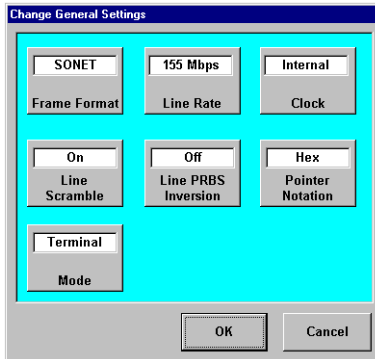 Change General Settings
SONET 155 Mbps Internal
Frame Format Line Rate Clock
On Off Hex
Line Line PRBS Pointer
Scramble Inversion Notation
Terminal
Mode
OK Cancel